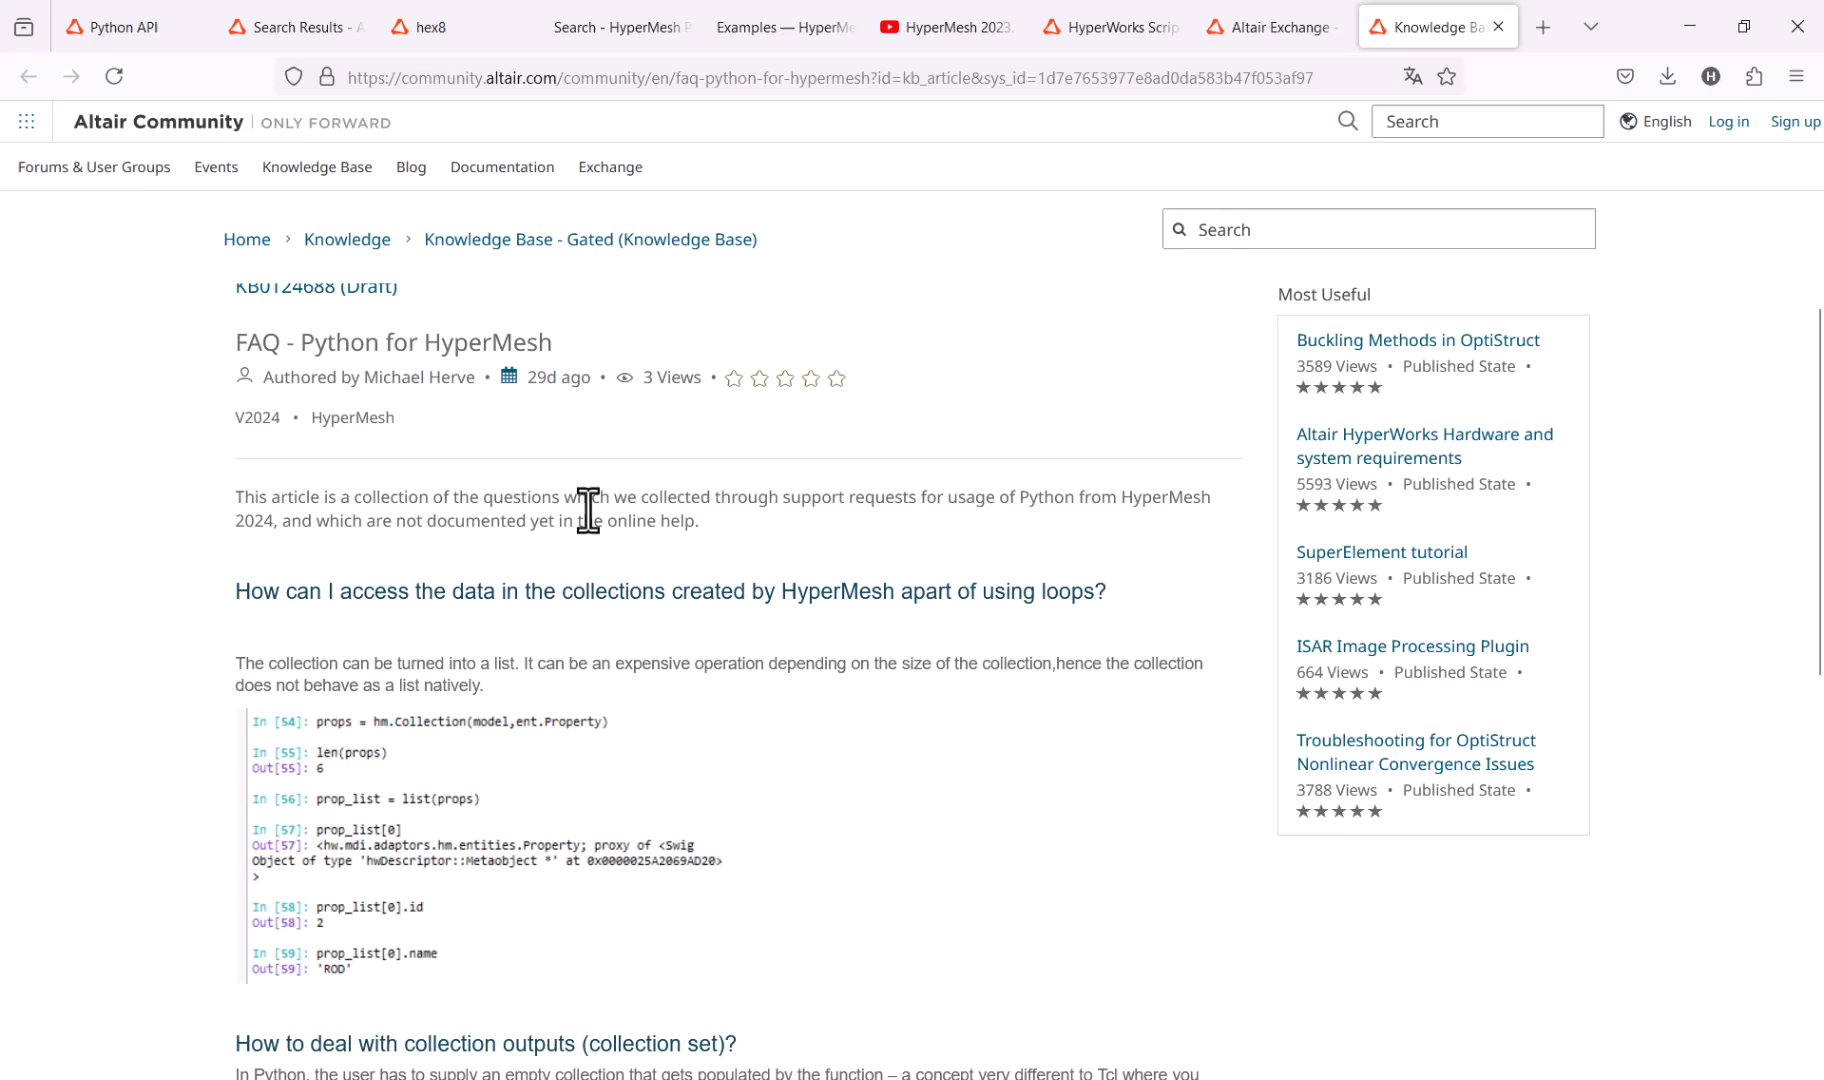 Python API
Search Results - A
hex8
Search - HyperMesh P
Examples — HyperMe
HyperMesh 2023.
HyperWorks Scrip
Altair Exchange -
Knowledge Ba
https://community.altair.com/community/en/faq-python-for-hypermesh?id=kb_article&sys_id=1d7e7653977e8ad0da583b47f053af97
H
Altair Community | ONLY FORWARD
Search
English
Log in
Sign up
Forums & User Groups
Events
Knowledge Base
Blog
Documentation
Exchange
Home > Knowledge > Knowledge Base - Gated (Knowledge Base)
Search
KB0124688 (Draft)
FAQ - Python for HyperMesh
Authored by Michael Herve • 29d ago • 3 Views •
V2024 • HyperMesh
This article is a collection of the questions which we collected through support requests for usage of Python from HyperMesh
2024, and which are not documented yet in the online help.
How can I access the data in the collections created by HyperMesh apart of using loops?
The collection can be turned into a list. It can be an expensive operation depending on the size of the collection,hence the collection
does not behave as a list natively.
In [54]: props = hm.Collection(model,ent.Property)
In [55]: len(props)
Out[55]: 6
In [56]: prop_list = list(props)
In [57]: prop_list[0]
Out[57]: <hw.mdi.adaptors.hm.entities.Property; proxy of <Swig
Object of type 'hwDescriptor::Metaobject *' at 0x0000025A2069AD20>
>
In [58]: prop_list[0].id
Out[58]: 2
In [59]: prop_list[0].name
Out[59]: 'ROD'
How to deal with collection outputs (collection set)?
In Python, the user has to supply an empty collection that gets populated by the function – a concept very different to Tcl where you
Most Useful
Buckling Methods in OptiStruct
3589 Views • Published State •
★★★★★
Altair HyperWorks Hardware and
system requirements
5593 Views • Published State •
★★★★★
SuperElement tutorial
3186 Views • Published State •
★★★★★
ISAR Image Processing Plugin
664 Views • Published State •
★★★★★
Troubleshooting for OptiStruct
Nonlinear Convergence Issues
3788 Views • Published State •
★★★★★